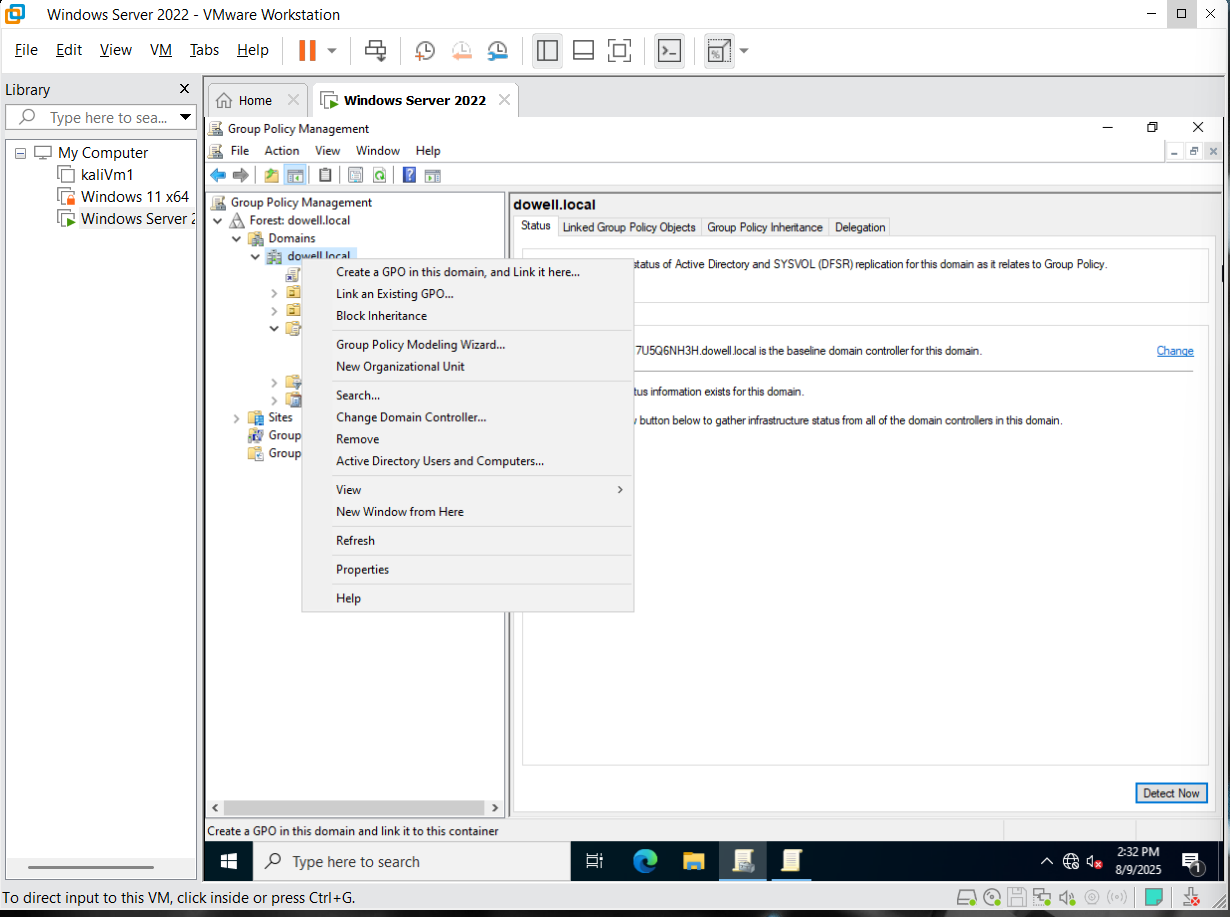 Windows Server 2022 - VMware Workstation
File Edit View VM Tabs Help
Library
Type here to sea...
My Computer
kaliVm1
Windows 11 x64
Windows Server 2
Home
Windows Server 2022
Group Policy Management
File Action View Window Help
Group Policy Management
Forest: dowell.local
Domains
dowell.local
Sites
Group
Group
Create a GPO in this domain, and Link it here...
Link an Existing GPO...
Block Inheritance
Group Policy Modeling Wizard...
New Organizational Unit
Search...
Change Domain Controller...
Remove
Active Directory Users and Computers...
View
New Window from Here
Refresh
Properties
Help
dowell.local
Status Linked Group Policy Objects Group Policy Inheritance Delegation
status of Active Directory and SYSVOL (DFSR) replication for this domain as it relates to Group Policy.
7U5Q6NH3H.dowell.local is the baseline domain controller for this domain.
Change
tus information exists for this domain.
button below to gather infrastructure status from all of the domain controllers in this domain.
Detect Now
Create a GPO in this domain and link it to this container
Type here to search
2:32 PM
8/9/2025
1
To direct input to this VM, click inside or press Ctrl+G.